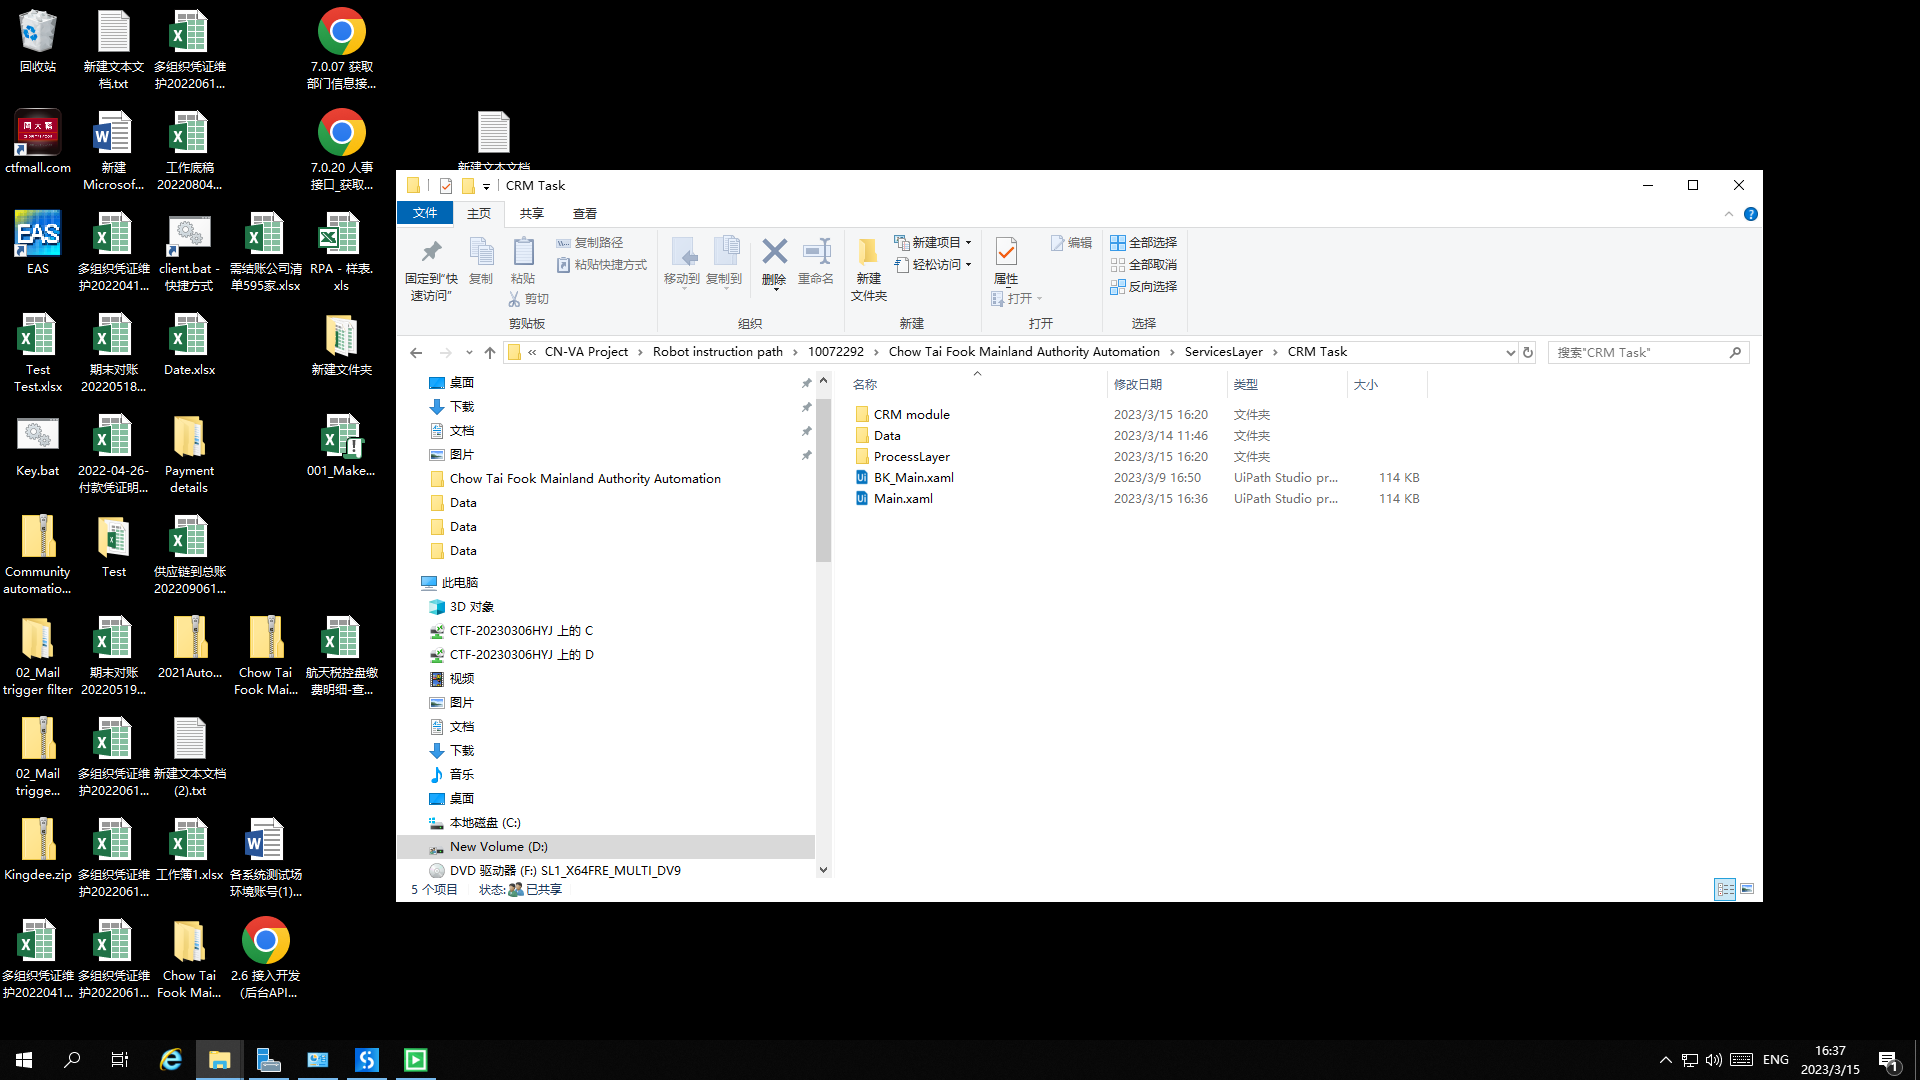 回收站
新建文本文
档.txt
多组织凭证维
护2022061...
7.0.07 获取
部门信息接...
ctfmall.com
新建
Microsof...
工作底稿
20220804...
7.0.20 人事
接口_获取...
新建文本文档
EAS
多组织凭证维
护2022041...
client.bat -
快捷方式
需结账公司清
单595家.xlsx
RPA - 样表.
xls
Test
Test.xlsx
期末对账
20220518...
Date.xlsx
新建文件夹
Key.bat
2022-04-26-
付款凭证明...
Payment
details
001_Make...
Community
automatio...
Test
供应链到总账
202209061...
02_Mail
trigger filter
期末对账
20220519...
2021Auto...
Chow Tai
Fook Mai...
航天税控盘缴
费明细-查...
02_Mail
trigge...
多组织凭证维
护2022061...
新建文本文档
(2).txt
Kingdee.zip
多组织凭证维
护2022061...
工作簿1.xlsx
各系统测试场
环境账号(1)...
多组织凭证维
护2022041...
多组织凭证维
护2022061...
Chow Tai
Fook Mai...
2.6 接入开发
(后台API...
CRM Task
文件 主页 共享 查看
固定到"快
速访问"
复制
粘贴
复制路径
粘贴快捷方式
剪切
剪贴板
移动到 复制到 删除 重命名
组织
新建
文件夹
新建项目
轻松访问
新建
属性
打开
编辑
打开
全部选择
全部取消
反向选择
选择
« CN-VA Project › Robot instruction path › 10072292 › Chow Tai Fook Mainland Authority Automation › ServicesLayer › CRM Task
搜索"CRM Task"
桌面
下载
文档
图片
Chow Tai Fook Mainland Authority Automation
Data
Data
Data
此电脑
3D 对象
CTF-20230306HYJ 上的 C
CTF-20230306HYJ 上的 D
视频
图片
文档
下载
音乐
桌面
本地磁盘 (C:)
New Volume (D:)
DVD 驱动器 (F:) SL1_X64FRE_MULTI_DV9
名称 修改日期 类型 大小
CRM module 2023/3/15 16:20 文件夹
Data 2023/3/14 11:46 文件夹
ProcessLayer 2023/3/15 16:20 文件夹
BK_Main.xaml 2023/3/9 16:50 UiPath Studio pr... 114 KB
Main.xaml 2023/3/15 16:36 UiPath Studio pr... 114 KB
5 个项目 状态: 已共享
ENG
16:37
2023/3/15
1